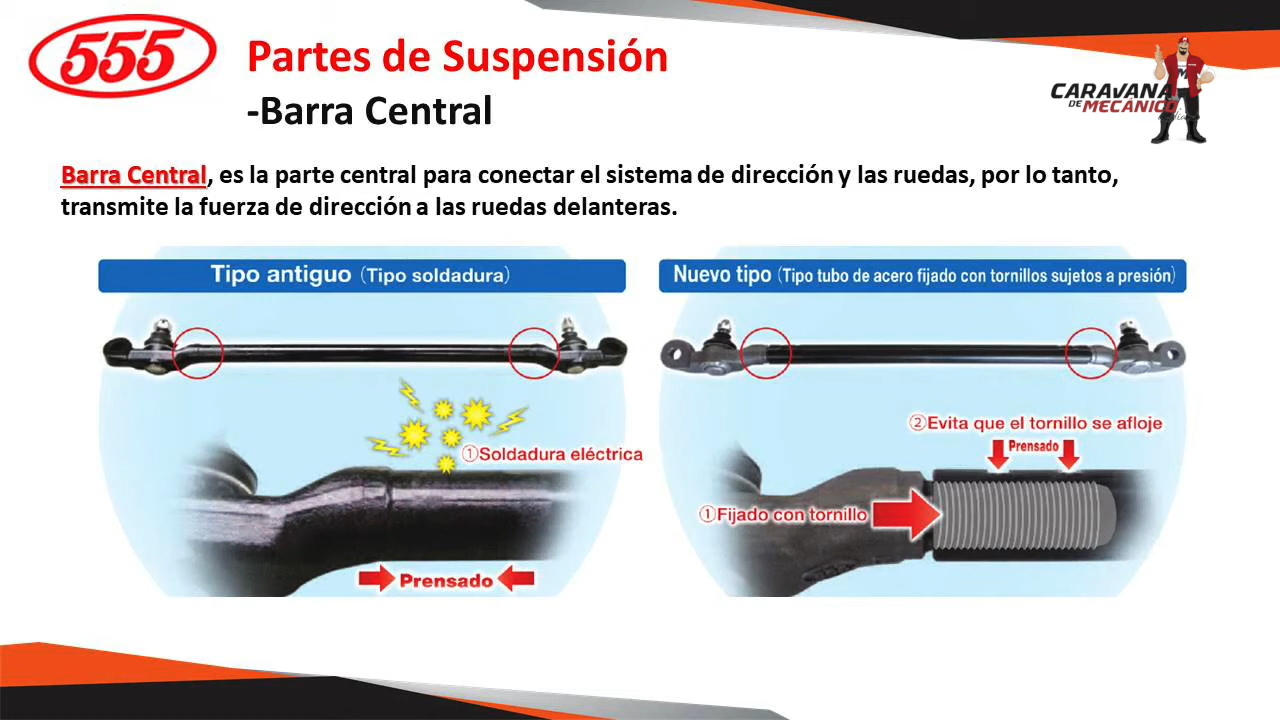 555
Partes de Suspensión
-Barra Central
CARAVANA
DE MECÁNICO
Barra Central, es la parte central para conectar el sistema de dirección y las ruedas, por lo tanto,
transmite la fuerza de dirección a las ruedas delanteras.
Tipo antiguo (Tipo soldadura)
①Soldadura eléctrica
Prensado
Nuevo tipo (Tipo tubo de acero fijado con tornillos sujetos a presión)
②Evita que el tornillo se afloje
Prensado
①Fijado con tornillo